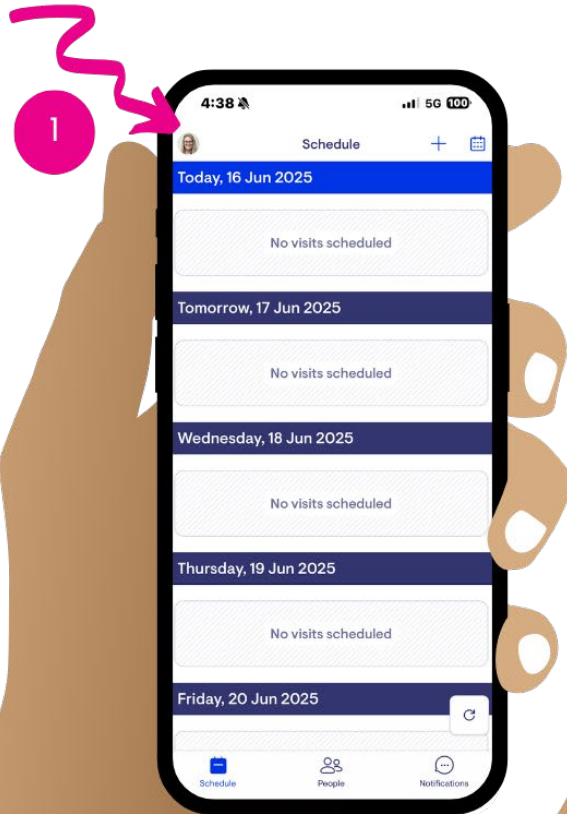 1
4:38
5G 100
Schedule
Today, 16 Jun 2025
No visits scheduled
Tomorrow, 17 Jun 2025
No visits scheduled
Wednesday, 18 Jun 2025
No visits scheduled
Thursday, 19 Jun 2025
No visits scheduled
Friday, 20 Jun 2025
Schedule People Notifications